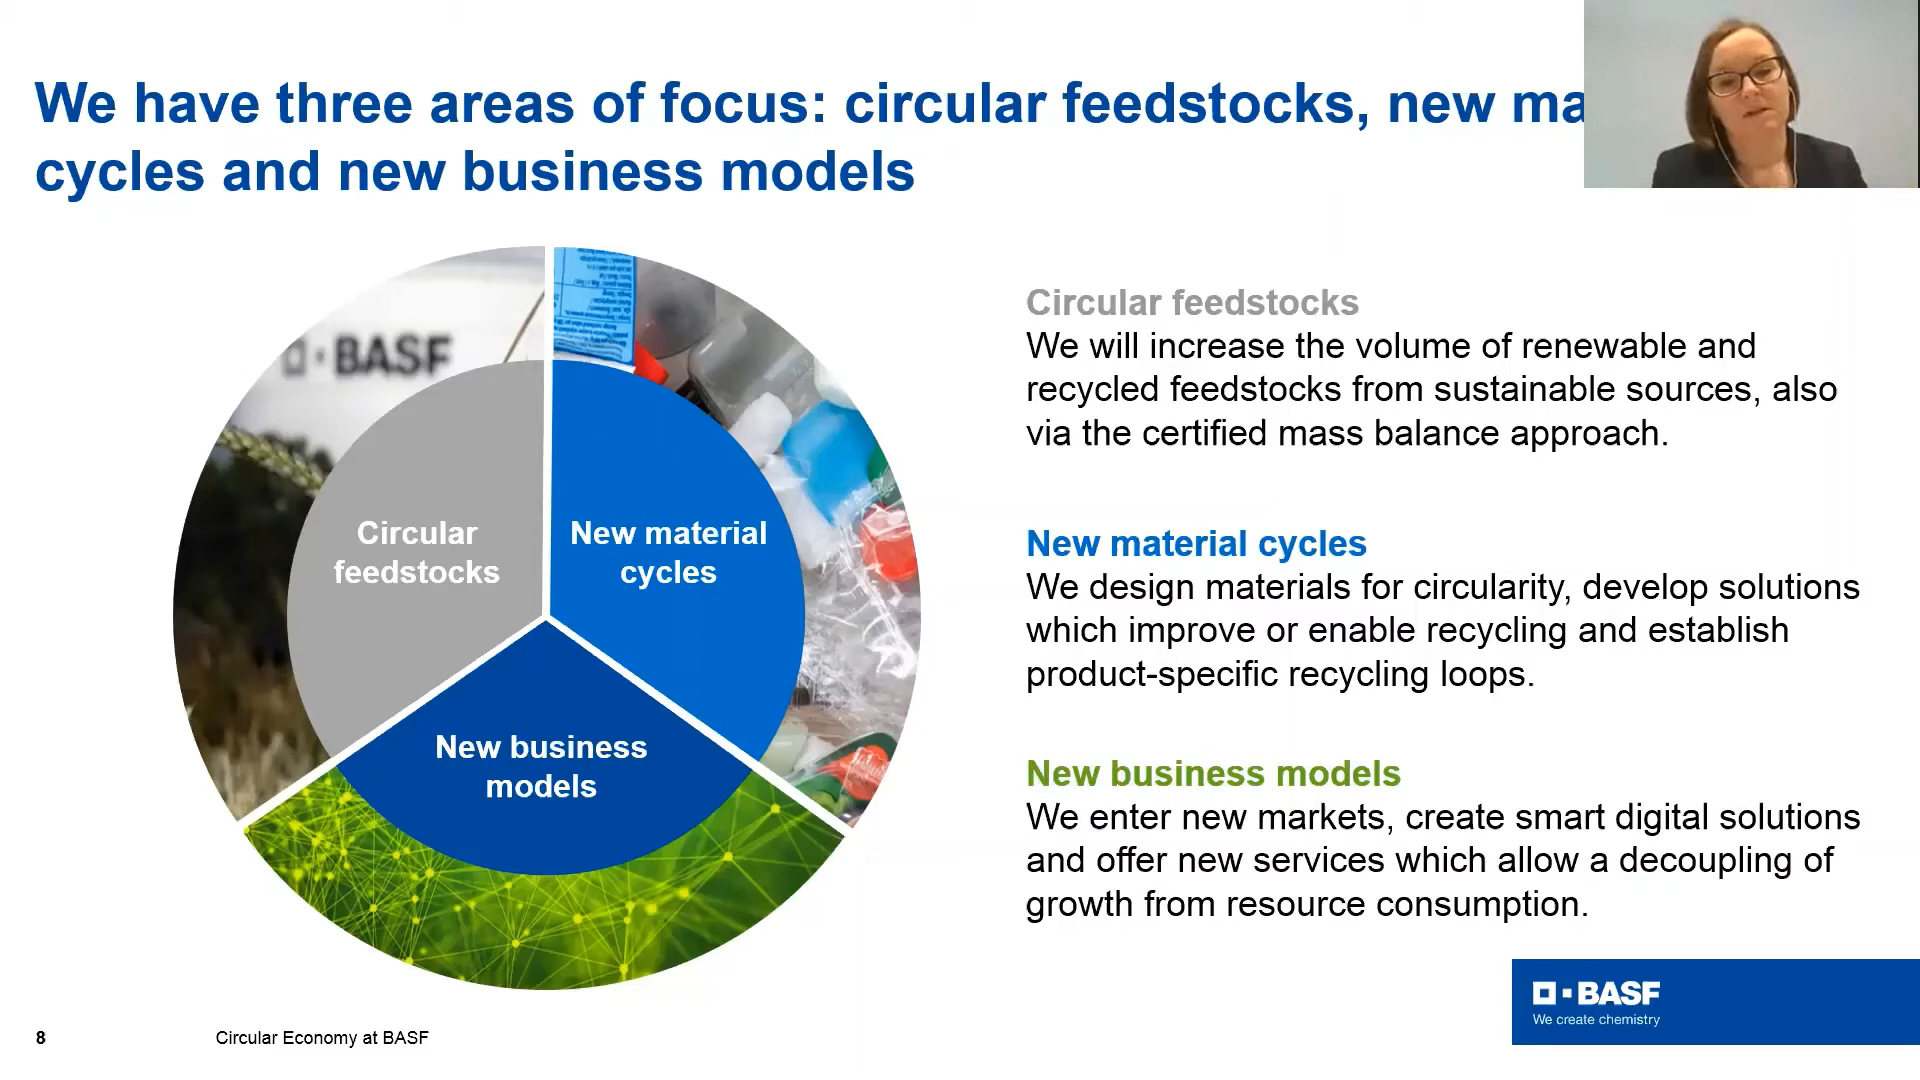 We have three areas of focus: circular feedstocks, new ma
cycles and new business models
BASF
Circular
feedstocks
New material
cycles
New business
models
Circular feedstocks
We will increase the volume of renewable and
recycled feedstocks from sustainable sources, also
via the certified mass balance approach.
New material cycles
We design materials for circularity, develop solutions
which improve or enable recycling and establish
product-specific recycling loops.
New business models
We enter new markets, create smart digital solutions
and offer new services which allow a decoupling of
growth from resource consumption.
BASF
We create chemistry
8
Circular Economy at BASF